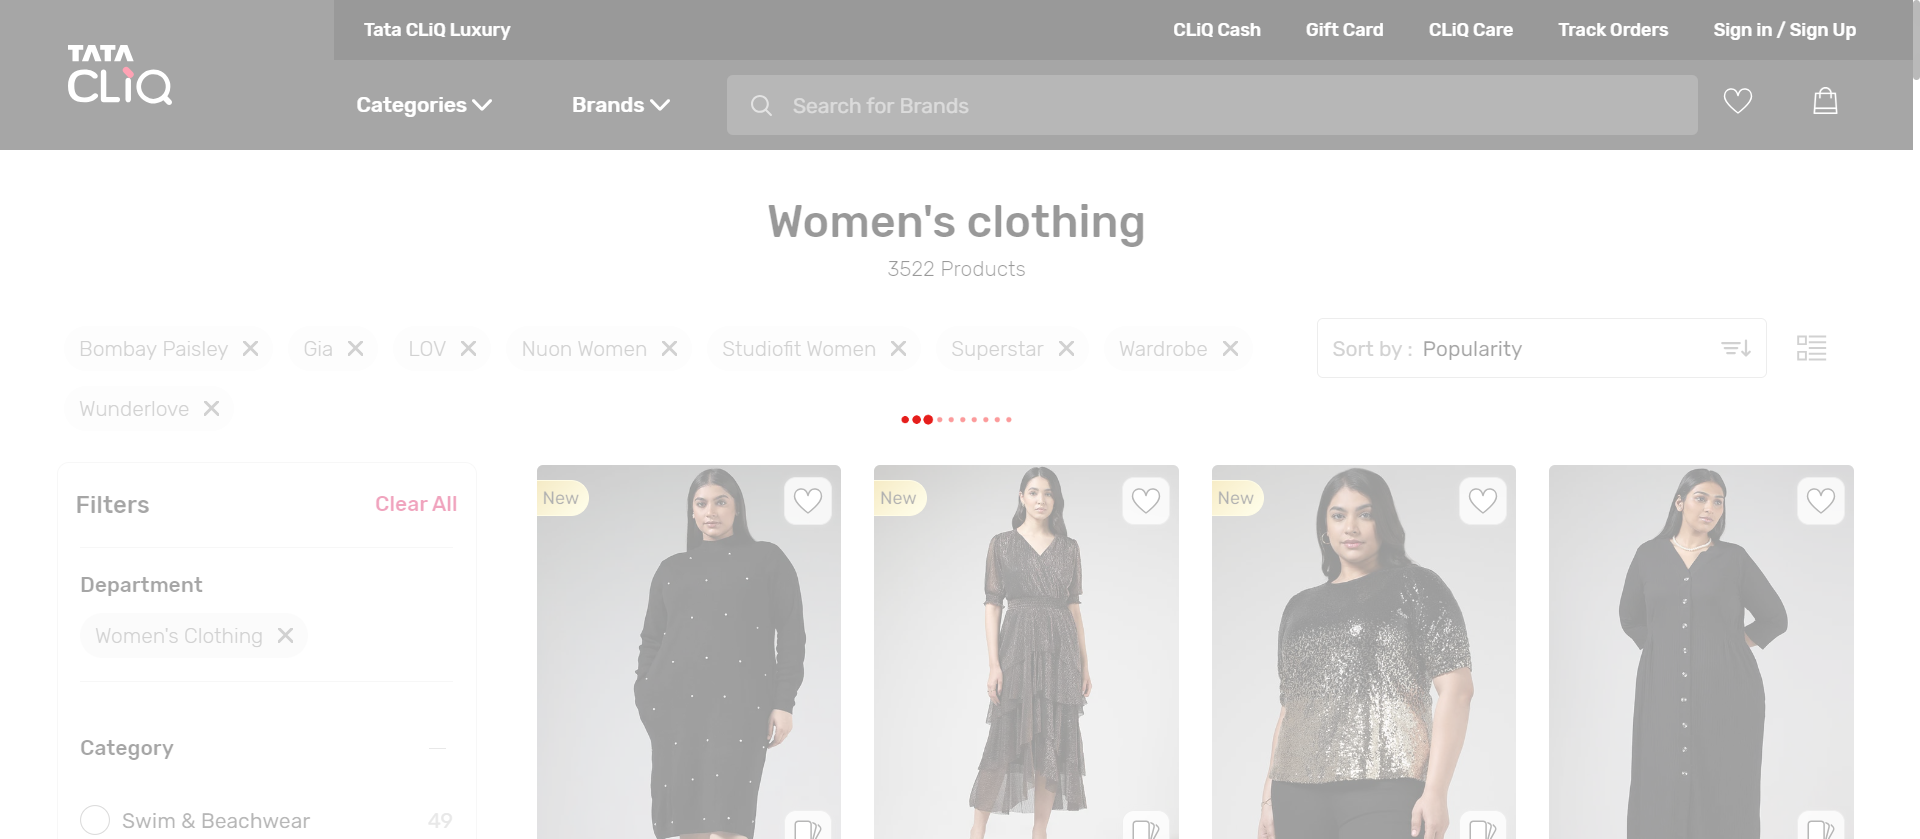 Tata CLiQ Luxury
CLiQ Cash
Gift Card
CLiQ Care
Track Orders
Sign in / Sign Up
TATA
CLiQ
Categories
Brands
Search for Brands
Women's clothing
3522 Products
Bombay Paisley
Gia
LOV
Nuon Women
Studiofit Women
Superstar
Wardrobe
Sort by : Popularity
Wunderlove
Filters
Clear All
Department
Women's Clothing
Category
Swim & Beachwear 49
New
New
New